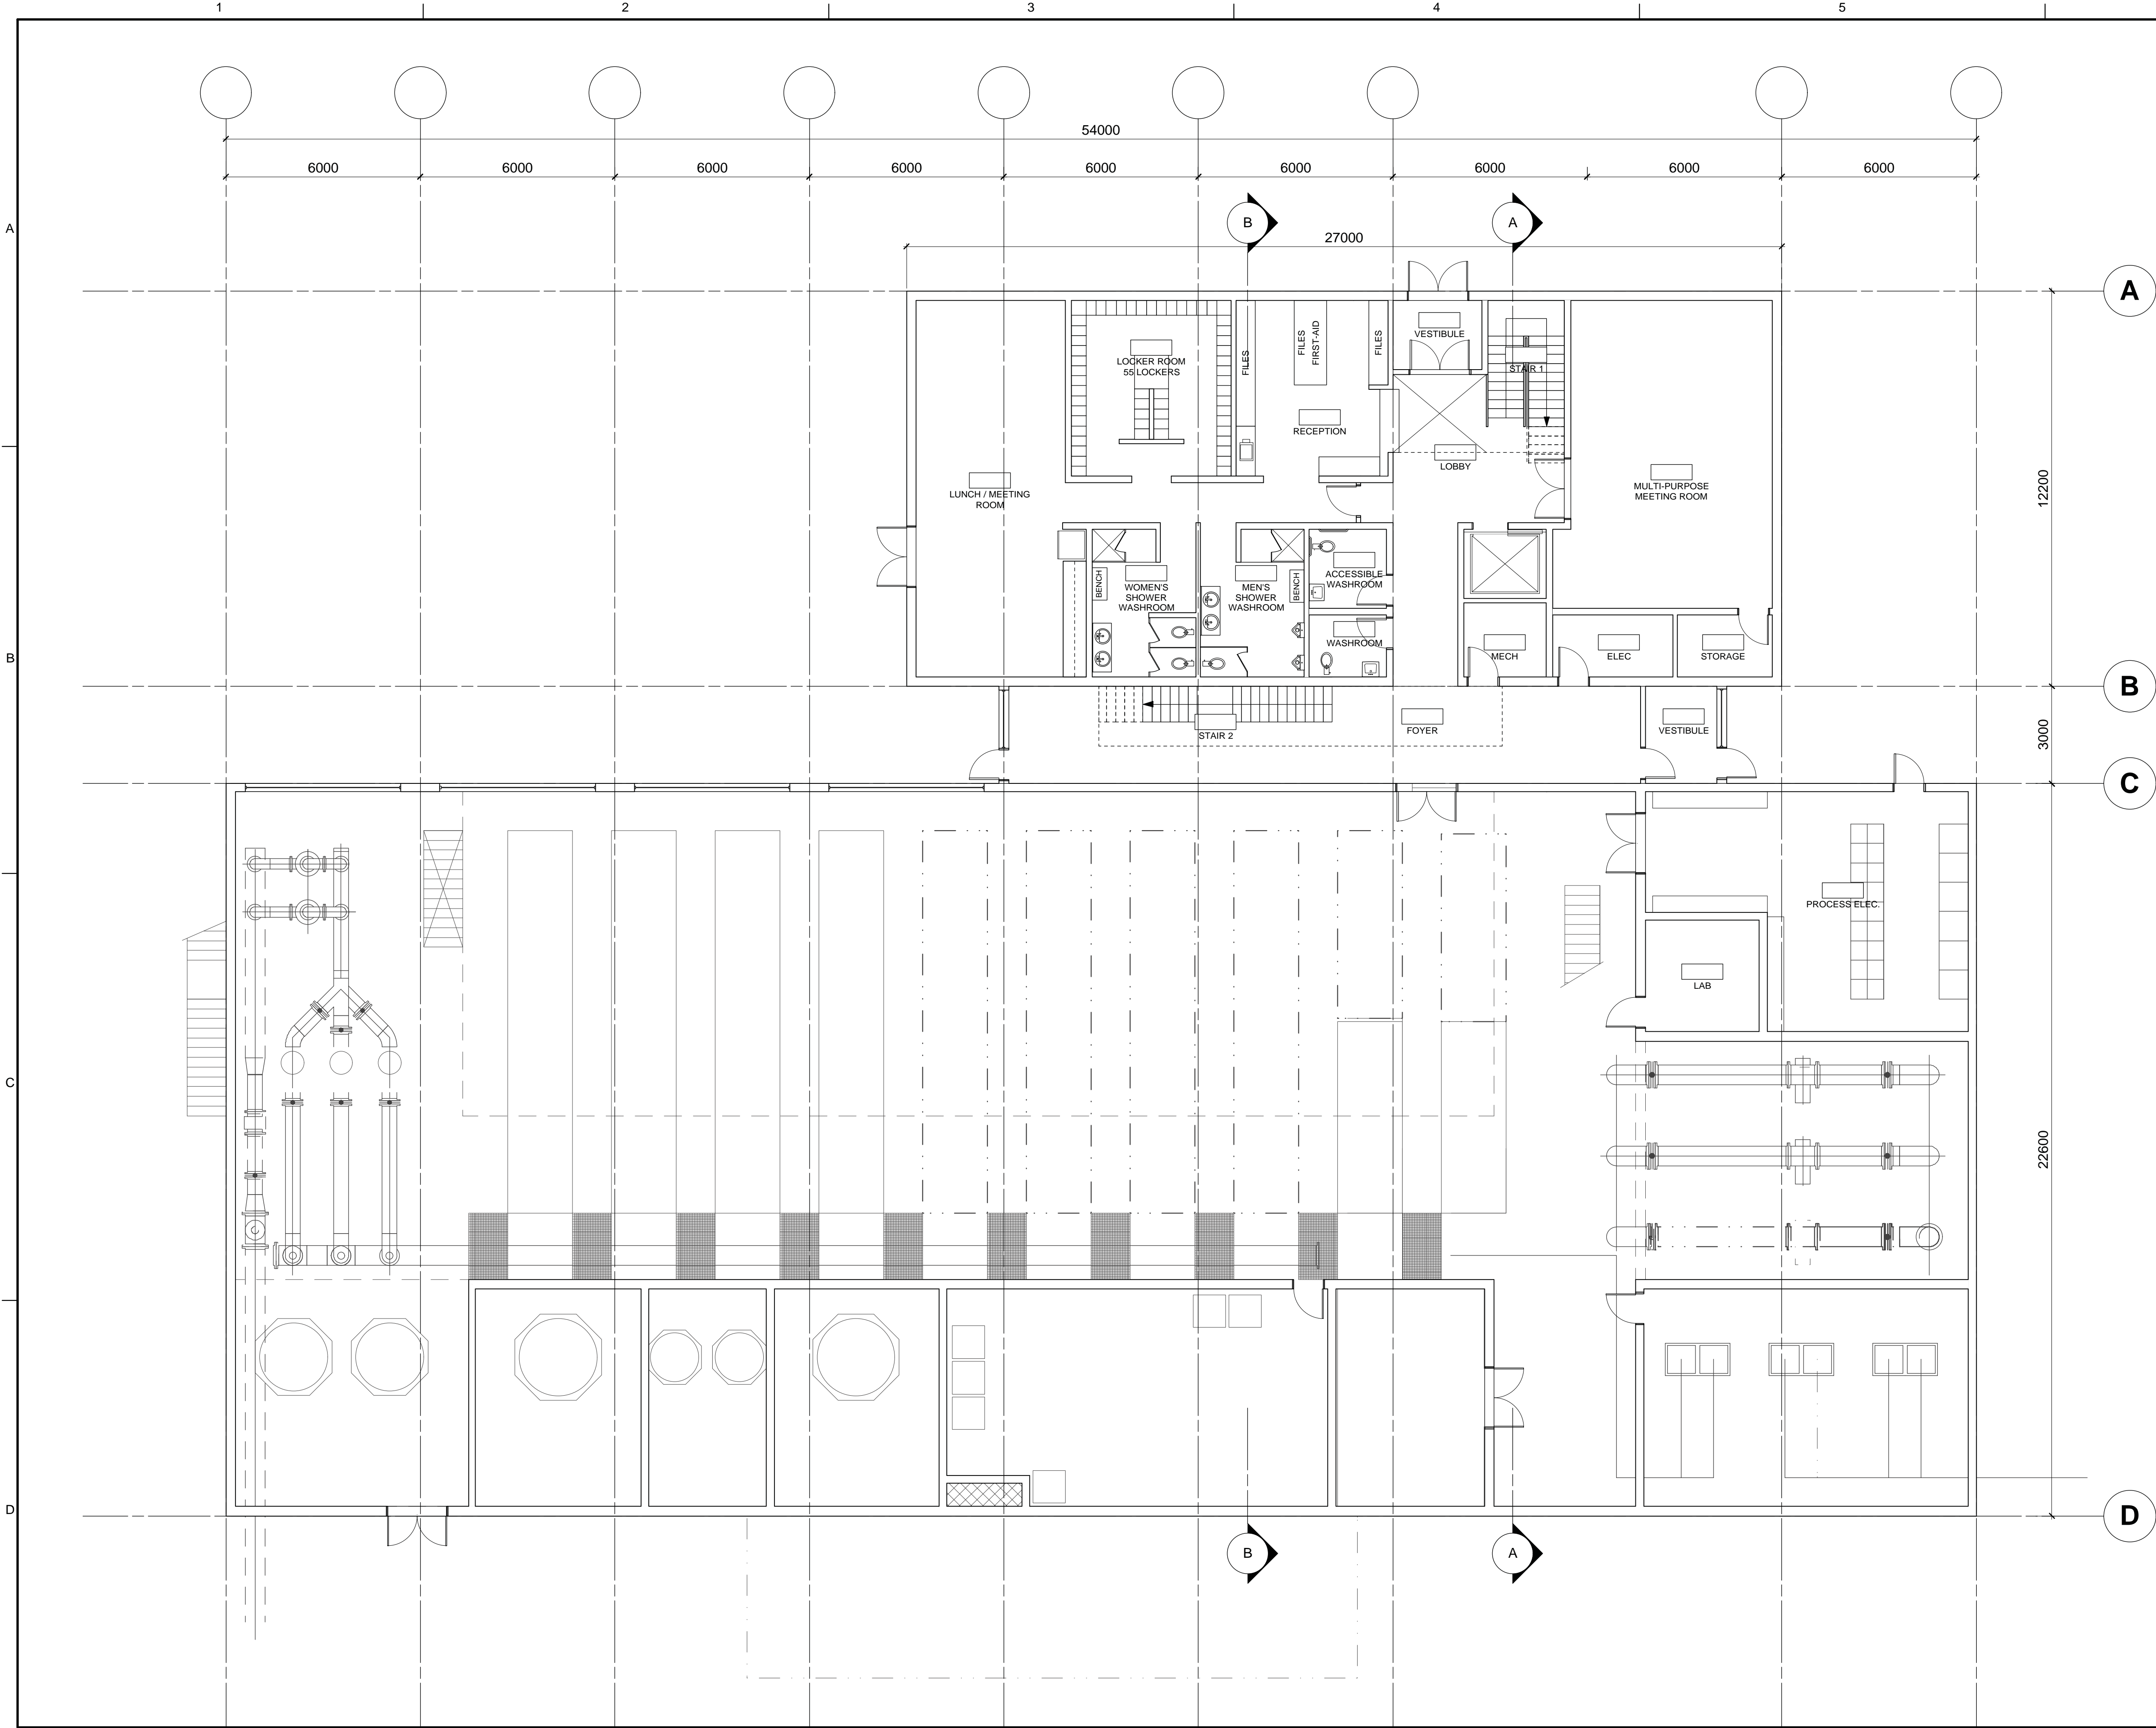 1 2 3 4 5
54000
6000 6000 6000 6000 6000 6000 6000 6000 6000
A
B A
27000
A
FILES
FILES
FIRST-AID
FILES
VESTIBULE
LOCKER ROOM
55 LOCKERS
STAIR 1
RECEPTION
LOBBY
LUNCH / MEETING
ROOM
MULTI-PURPOSE
MEETING ROOM
12200
BENCH
WOMEN'S
SHOWER
WASHROOM
MEN'S
SHOWER
WASHROOM
BENCH
ACCESSIBLE
WASHROOM
WASHROOM
MECH
ELEC
STORAGE
B
B
STAIR 2
FOYER
VESTIBULE
3000
C
PROCESS ELEC.
LAB
C
22600
D
D
B A